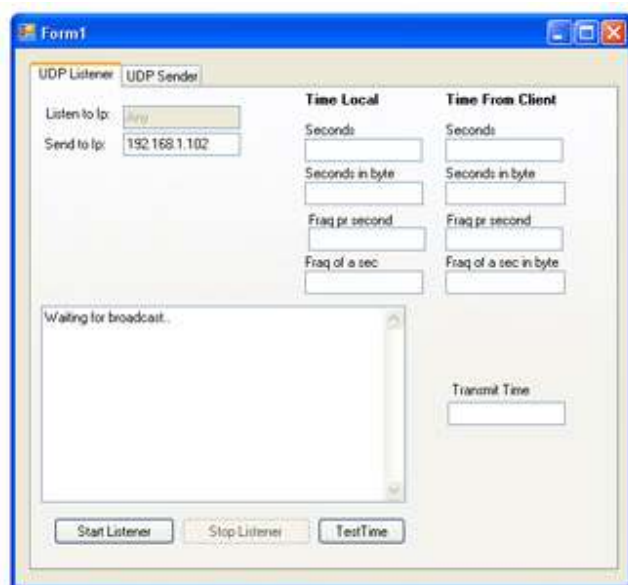 Form1
UDP Listener UDP Sender
Listen to Ip: Any
Send to Ip: 192.168.1.102
Time Local Time From Client
Seconds Seconds
Seconds in byte Seconds in byte
Fraq pr second Fraq pr second
Fraq of a sec Fraq of a sec in byte
Waiting for broadcast..
Transmit Time
Start Listener Stop Listener TestTime